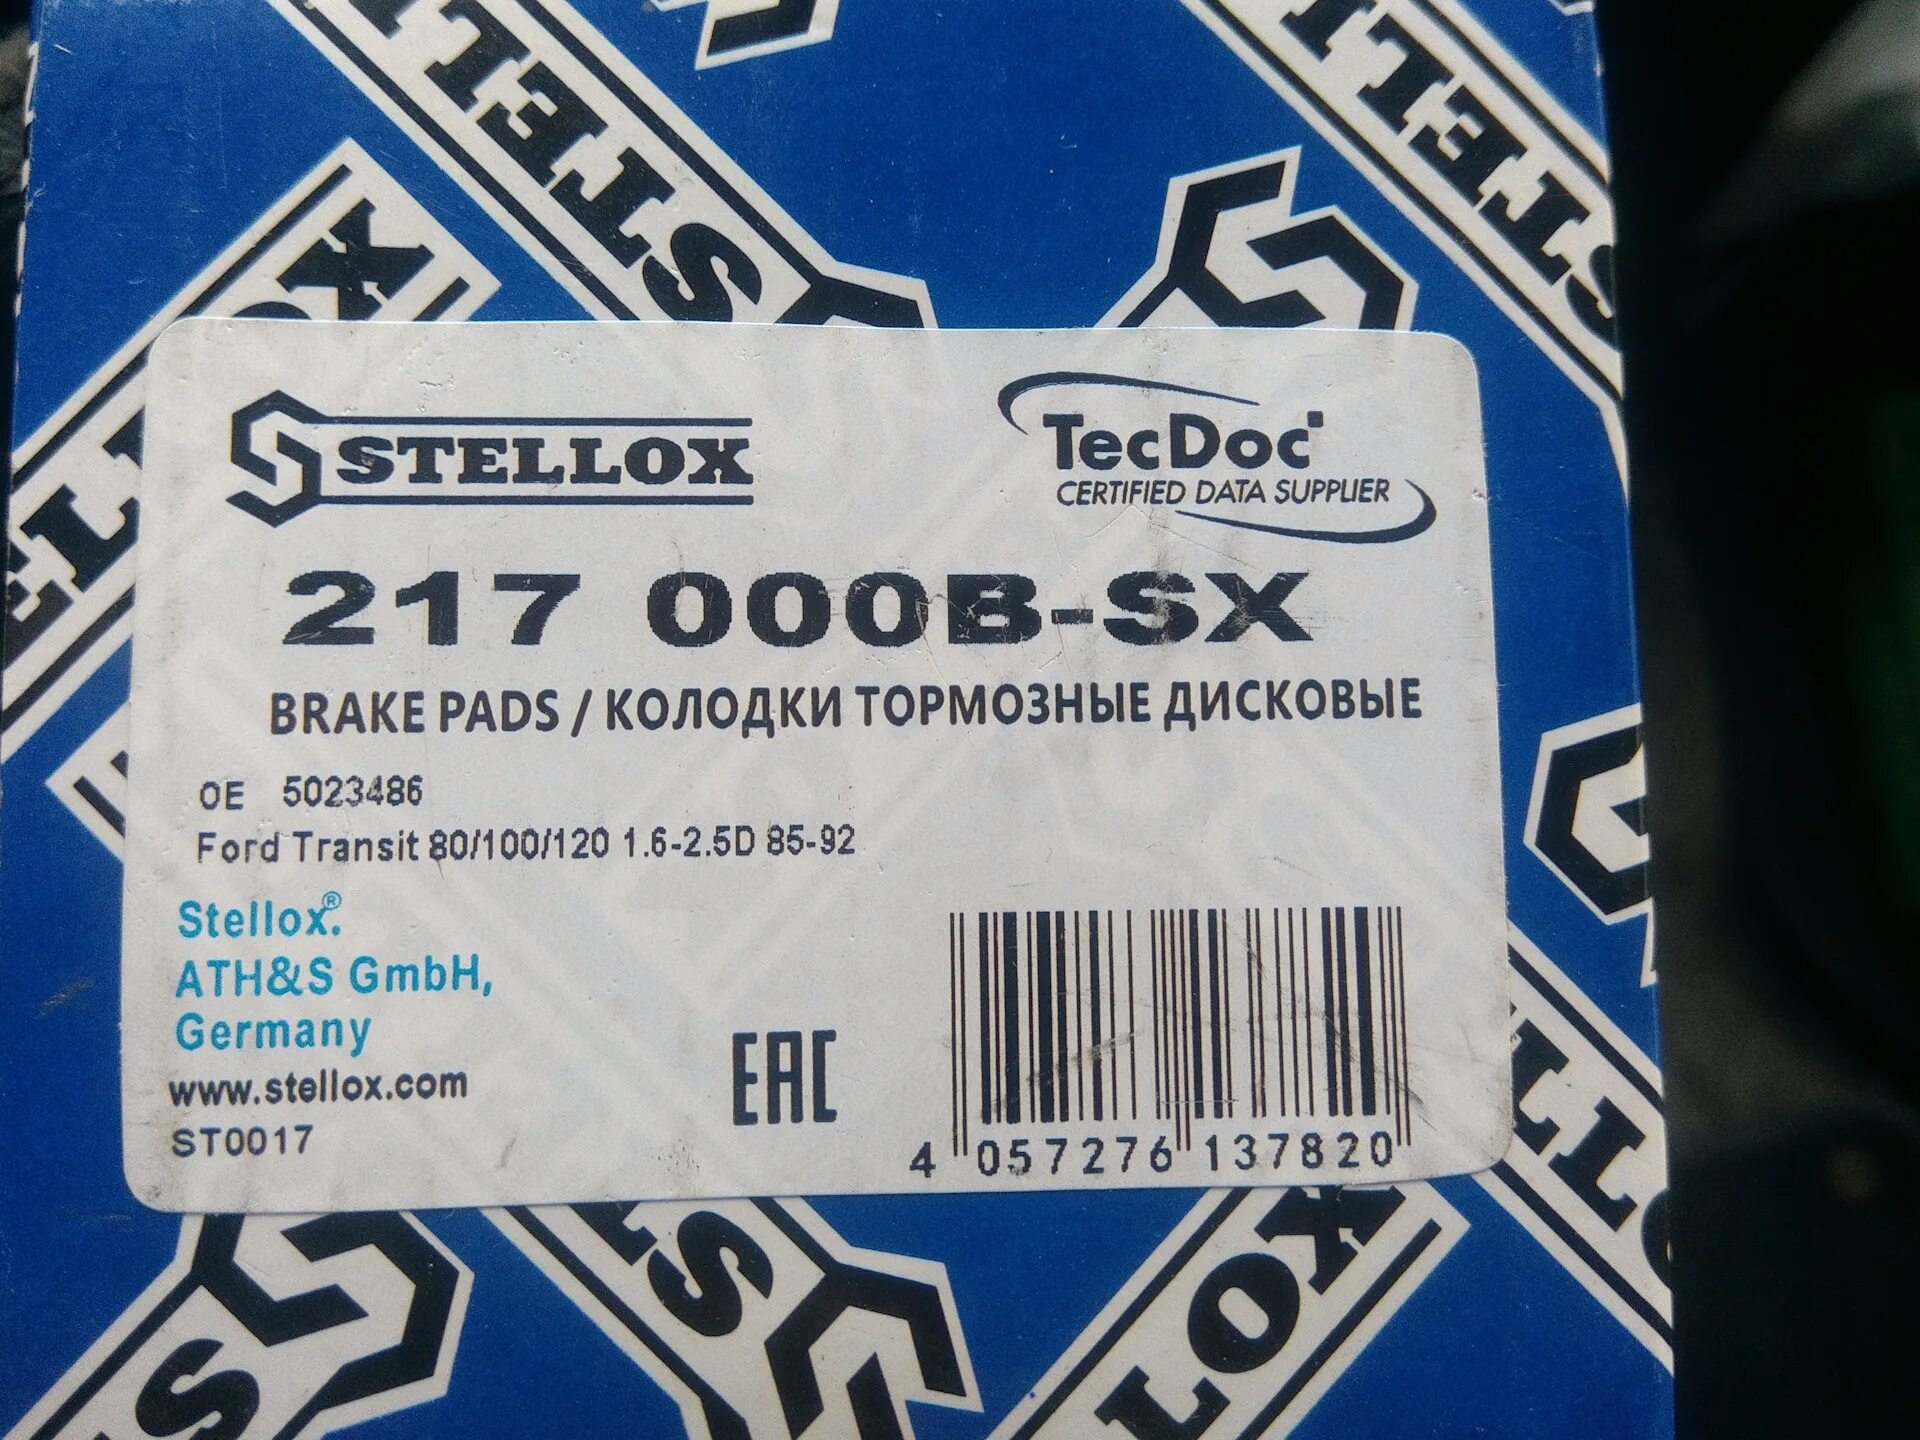 STELLOX
TecDoc
CERTIFIED DATA SUPPLIER
217 000B-SX
BRAKE PADS / КОЛОДКИ ТОРМОЗНЫЕ ДИСКОВЫЕ
OE 5023486
Ford Transit 80/100/120 1.6-2.5D 85-92
Stellox®.
ATH&S GmbH,
Germany
www.stellox.com
ST0017
EAC
4 057276 137820